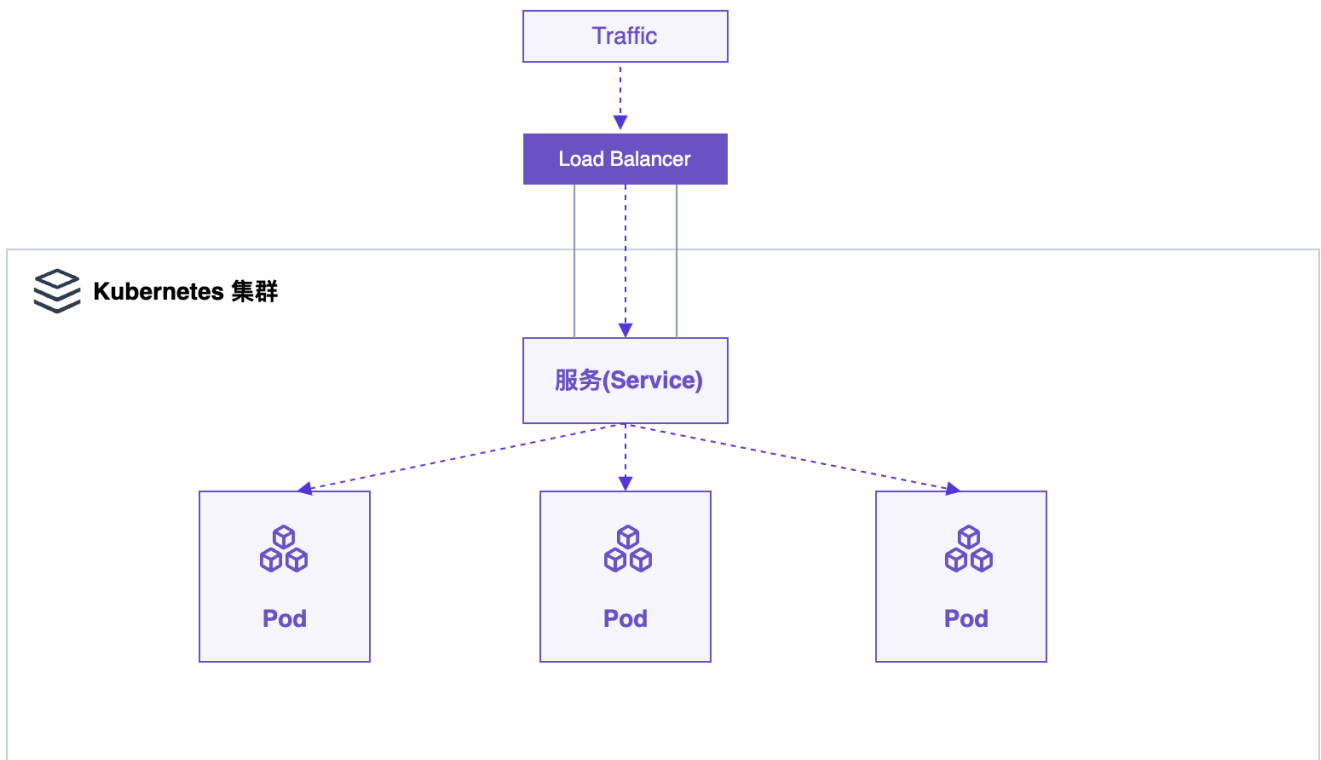 Traffic
Load Balancer
Kubernetes 集群
服务(Service)
Pod
Pod
Pod